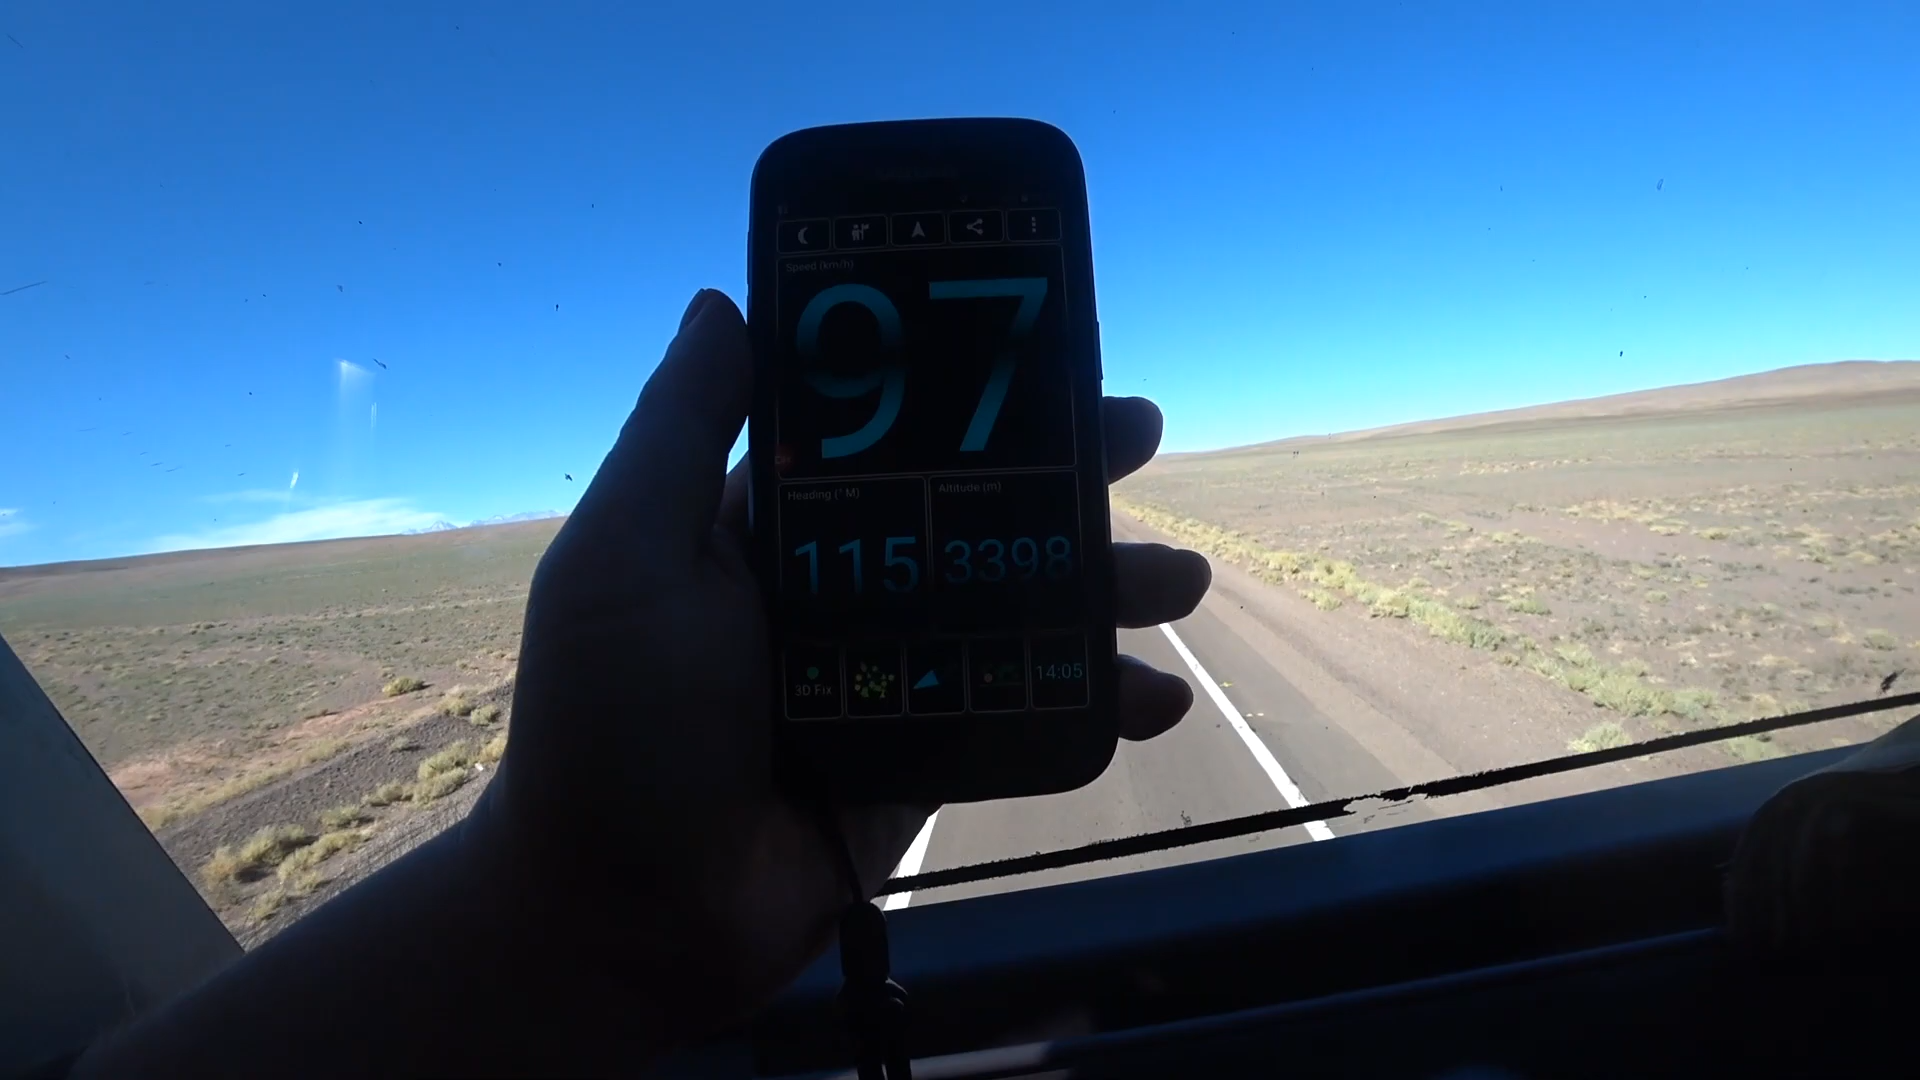 Speed (km/h)
97
Heading (° M)
Altitude (m)
115
3398
3D Fix
14:05